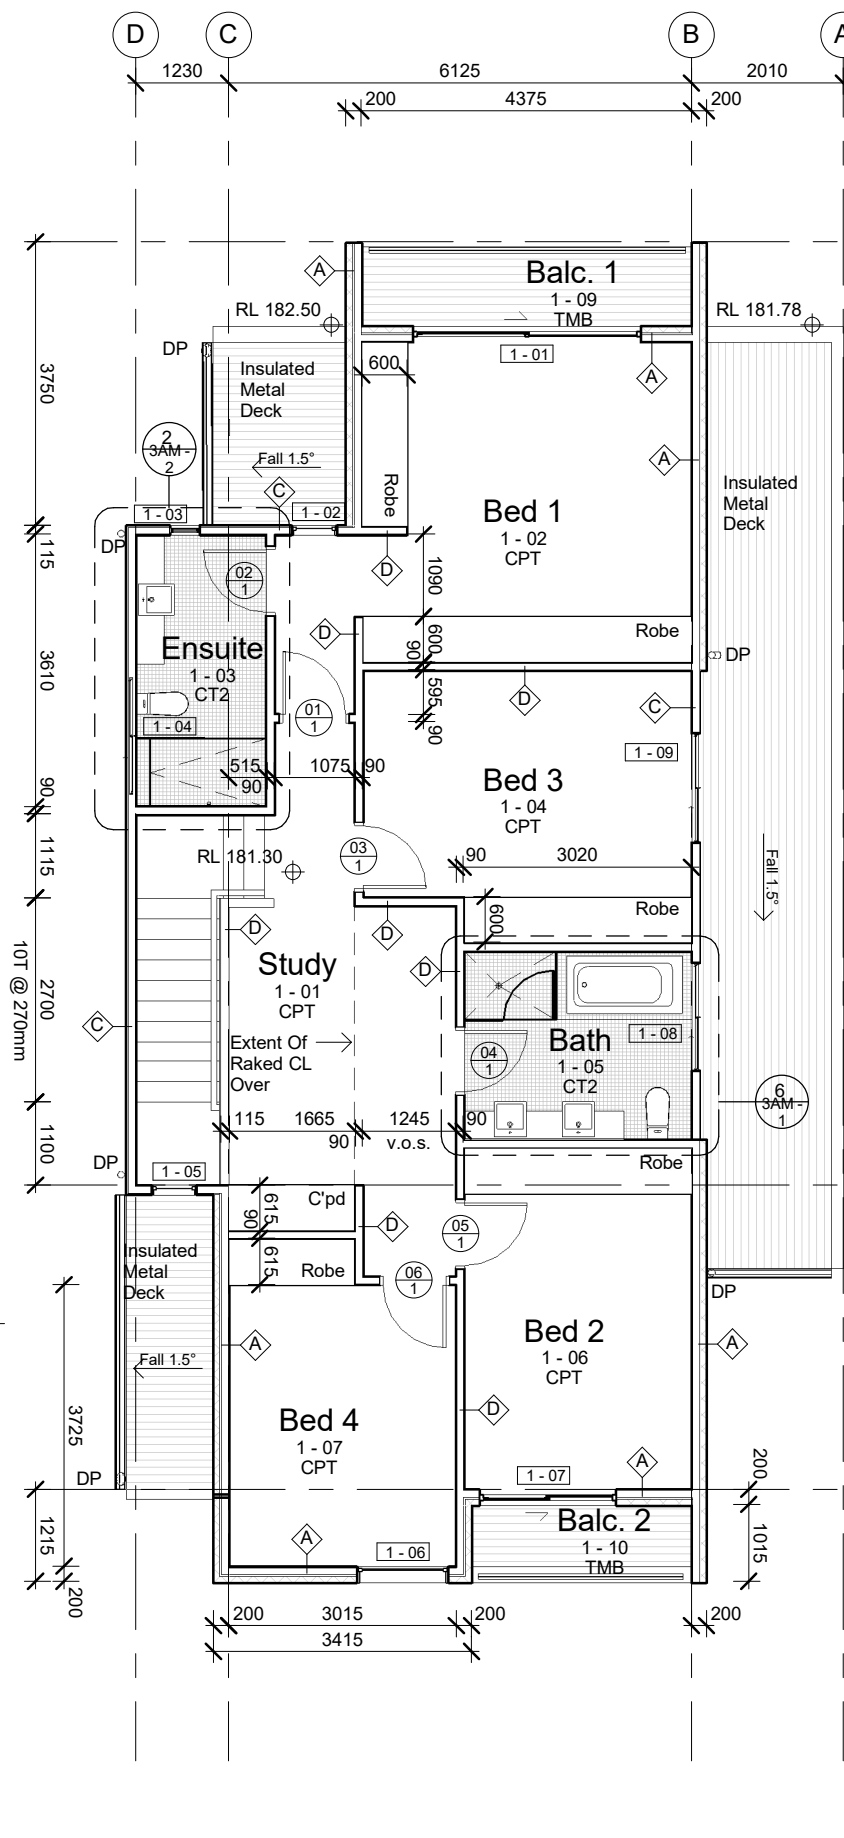 D
C
B
A
1230
6125
2010
200
4375
200
A
Balc. 1
1 - 09
TMB
RL 182.50
RL 181.78
DP
1 - 01
600
A
Insulated
Metal
Deck
3750
2
3AM -
2
Fall 1.5°
A
Robe
Insulated
Metal
Deck
C
Bed 1
1 - 02
CPT
1 - 03
1 - 02
DP
115
02
1
D
1090
D
600
Robe
Ensuite
1 - 03
CT2
90
DP
3610
595
D
C
01
1
1 - 04
90
1 - 09
515
1075
90
90
Bed 3
1 - 04
CPT
90
1115
RL 181.30
03
1
90
3020
Fall 1.5°
600
Robe
D
D
2700
10T @ 270mm
Study
1 - 01
CPT
D
C
Extent Of
Raked CL
Over
Bath
1 - 05
CT2
1 - 08
04
1
6
3AM -
1
1100
115
1665
1245
90
90
v.o.s.
DP
1 - 05
Robe
615
C'pd
D
90
05
1
Insulated
Metal
Deck
615
Robe
06
1
DP
Bed 2
1 - 06
CPT
A
A
Fall 1.5°
3725
Bed 4
1 - 07
CPT
D
DP
1 - 07
A
200
Balc. 2
1 - 10
TMB
1215
A
1 - 06
1015
200
200
3015
200
200
3415